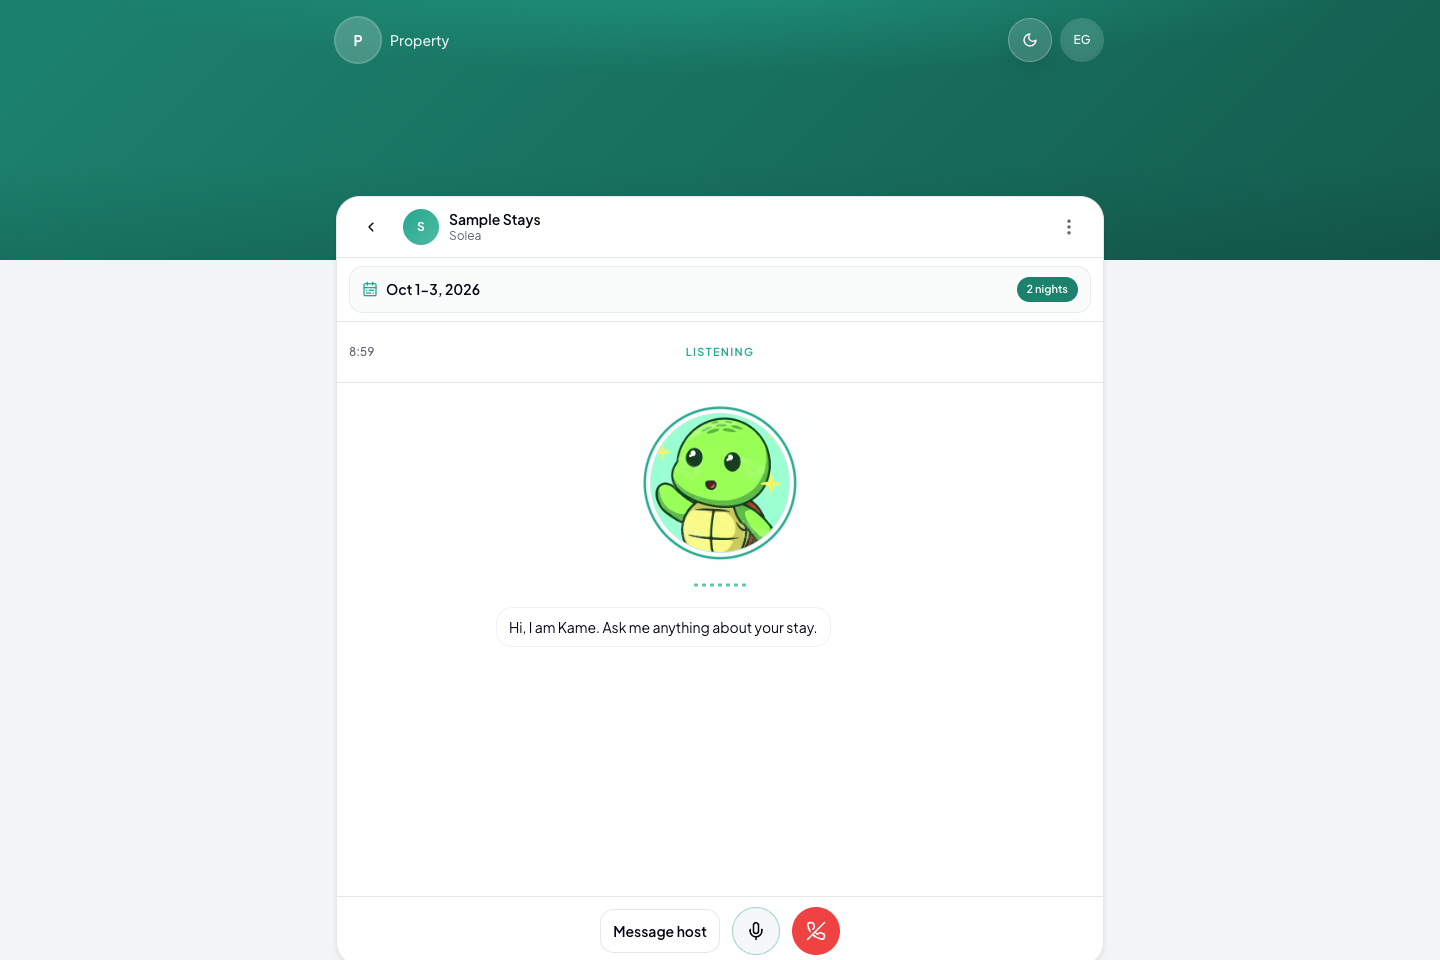 P
Property
EG
S
Sample Stays
Solea
Oct 1–3, 2026
2 nights
8:59
LISTENING
Hi, I am Kame. Ask me anything about your stay.
Message host